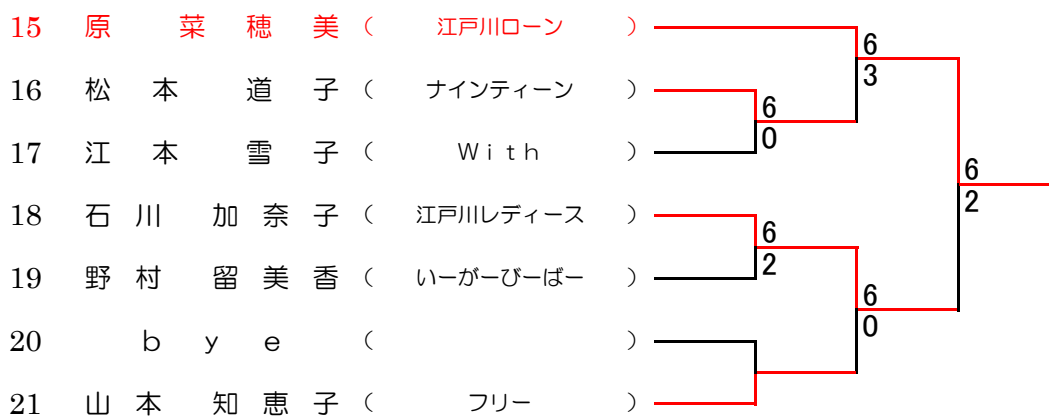 15 原 菜 穂 美 ( 江戸川ローン )
16 松 本 道 子 ( ナインティーン )
17 江 本 雪 子 ( Ｗｉｔｈ )
18 石 川 加 奈 子 ( 江戸川レディース )
19 野 村 留 美 香 ( いーがーびーばー )
20 ｂ ｙ ｅ ( )
21 山 本 知 恵 子 ( フリー )
6
3
6
0
6
2
6
2
6
0